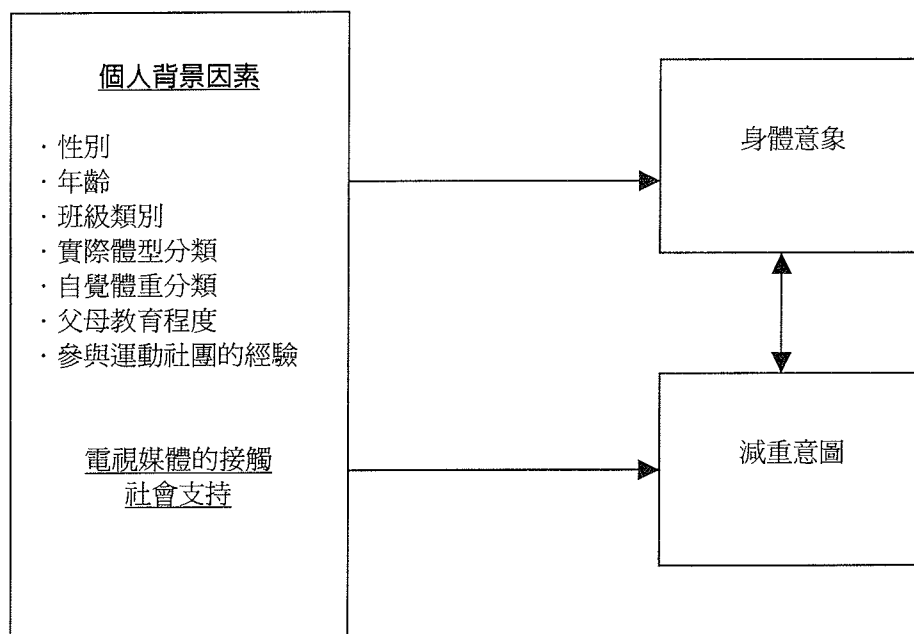 個人背景因素
·性別
·年齡
·班級類別
·實際體型分類
·自覺體重分類
·父母教育程度
·參與運動社團的經驗
電視媒體的接觸
社會支持
身體意象
減重意圖